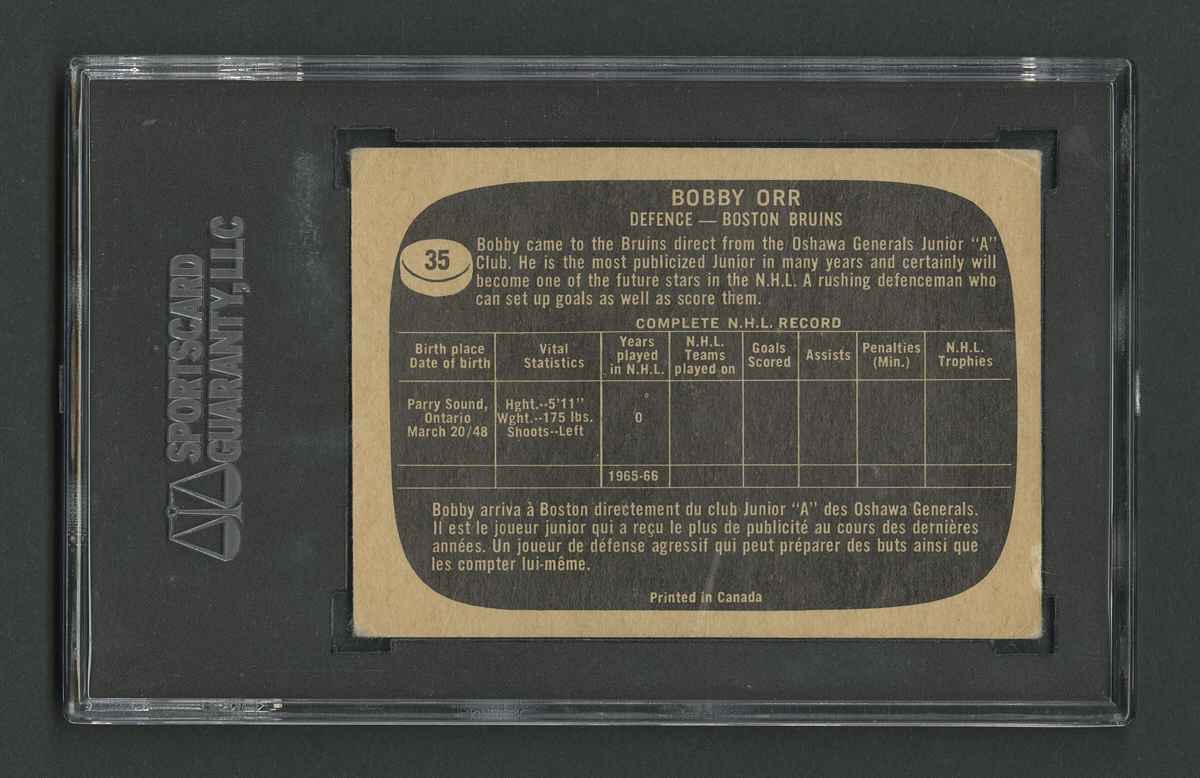 SPORTSCARD
GUARANTY, LLC
BOBBY ORR
DEFENCE — BOSTON BRUINS
35
Bobby came to the Bruins direct from the Oshawa Generals Junior "A"
Club. He is the most publicized Junior in many years and certainly will
become one of the future stars in the N.H.L. A rushing defenceman who
can set up goals as well as score them.
COMPLETE N.H.L. RECORD
Birth place
Date of birth
Vital
Statistics
Years
played
in N.H.L.
N.H.L.
Teams
played on
Goals
Scored
Assists
Penalties
(Min.)
N.H.L.
Trophies
Parry Sound,
Ontario
March 20/48
Hght.--5'11"
Wght.--175 lbs.
Shoots--Left
0
1965-66
Bobby arriva à Boston directement du club Junior "A" des Oshawa Generals.
Il est le joueur junior qui a reçu le plus de publicité au cours des dernières
années. Un joueur de défense agressif qui peut préparer des buts ainsi que
les compter lui-même.
Printed in Canada